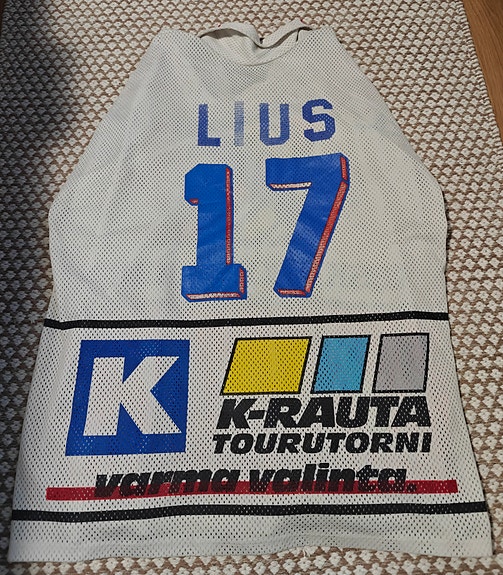 LIUS
17
K
K-RAUTA
TOURUTORNI
varma valinta.